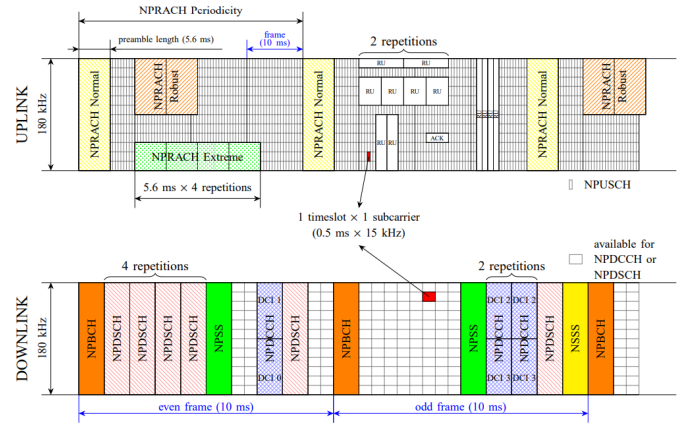 NPRACH Periodicity
preamble length (5.6 ms)
frame
(10 ms)
2 repetitions
UPLINK
180 kHz
NPRACH Normal
NPRACH
Robust
NPRACH Extreme
NPRACH Normal
RU
RU
RU
RU
RU
RU
RU
RU
ACK
RU
RU
RU
RU
NPRACH Normal
NPRACH
Robust
5.6 ms × 4 repetitions
NPUSCH
1 timeslot × 1 subcarrier
(0.5 ms × 15 kHz)
available for
NPDCCH or
NPDSCH
4 repetitions
2 repetitions
DOWNLINK
180 kHz
NPBCH
NPDSCH
NPDSCH
NPDSCH
NPDSCH
NPSS
DCI 1
NPDCCH
DCI 0
NPDSCH
NPBCH
NPSS
DCI 2
DCI 2
NPDCCH
NPDCCH
DCI 3
DCI 3
NPDSCH
NSSS
NPBCH
even frame (10 ms)
odd frame (10 ms)